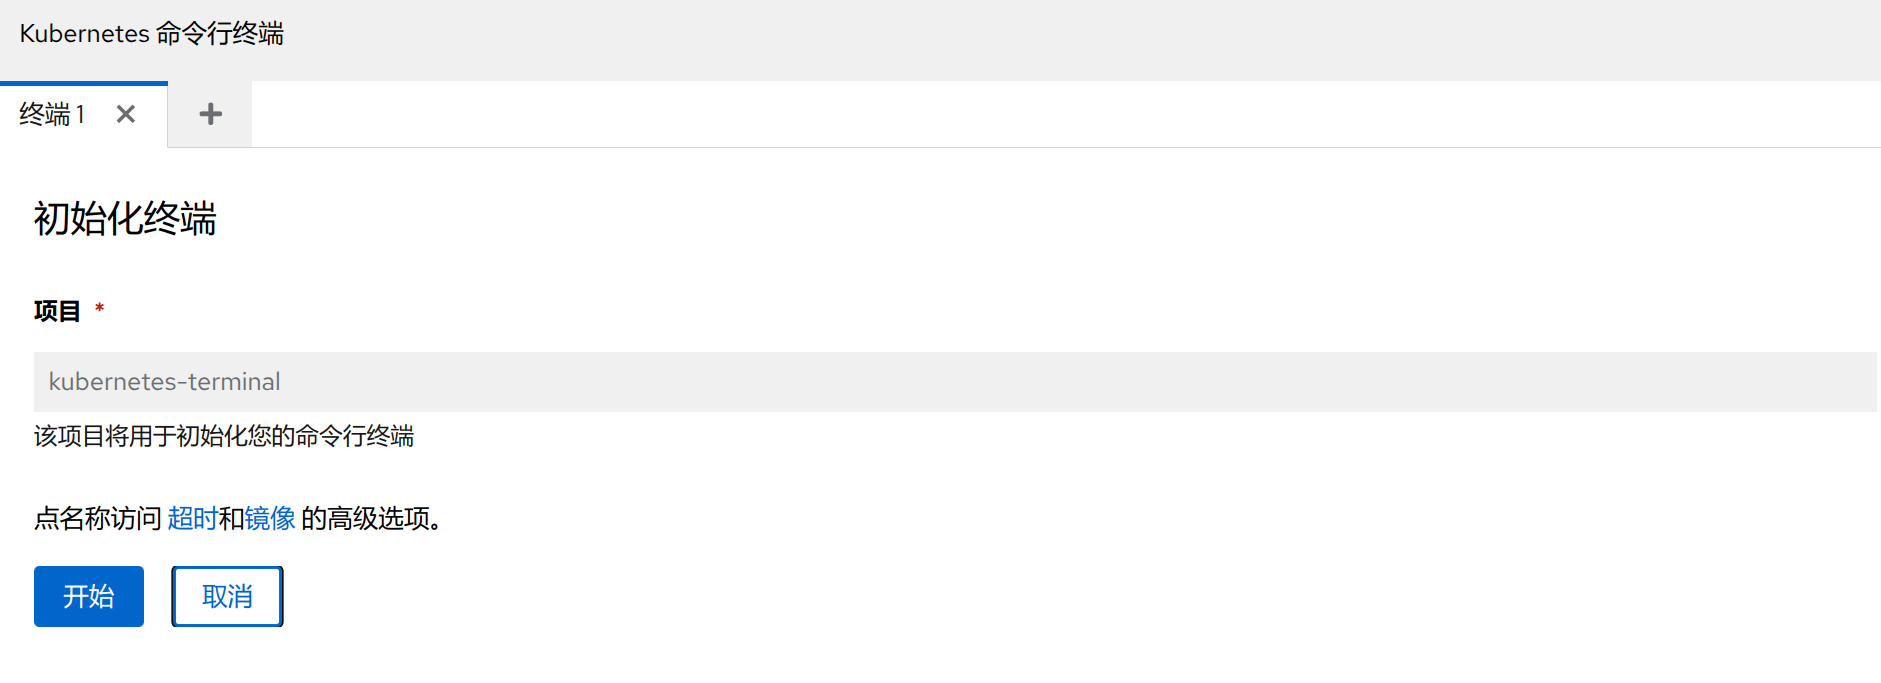 Kubernetes 命令行终端
终端 1
初始化终端
项目 *
kubernetes-terminal
该项目将用于初始化您的命令行终端
点名称访问 超时和镜像 的高级选项。
开始 取消